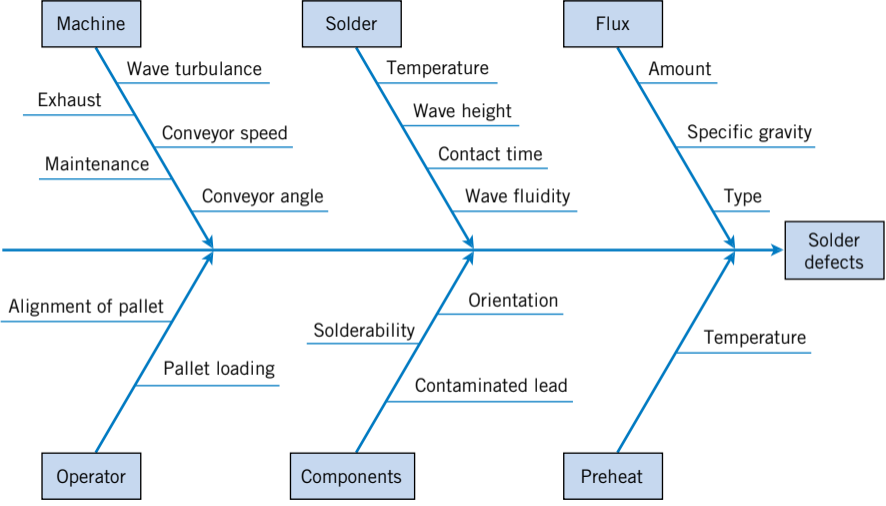 Machine
Solder
Flux
Wave turbulance
Temperature
Amount
Exhaust
Wave height
Conveyor speed
Specific gravity
Maintenance
Contact time
Conveyor angle
Wave fluidity
Type
Solder
defects
Alignment of pallet
Orientation
Solderability
Temperature
Pallet loading
Contaminated lead
Operator
Components
Preheat